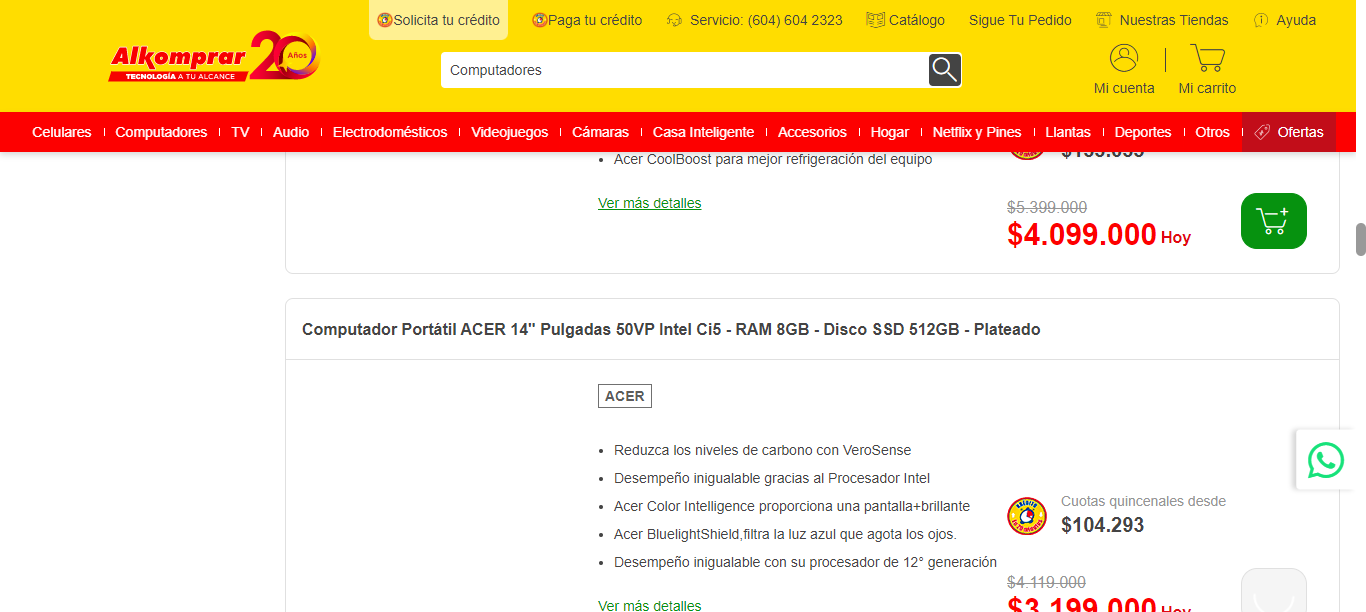 Solicita tu crédito
Paga tu crédito
Servicio: (604) 604 2323
Catálogo
Sigue Tu Pedido
Nuestras Tiendas
Ayuda
Alkomprar 20 Años
TECNOLOGÍA A TU ALCANCE
Computadores
Mi cuenta
Mi carrito
Celulares
Computadores
TV
Audio
Electrodomésticos
Videojuegos
Cámaras
Casa Inteligente
Accesorios
Hogar
Netflix y Pines
Llantas
Deportes
Otros
Ofertas
Acer CoolBoost para mejor refrigeración del equipo
Ver más detalles
$5.399.000
$4.099.000 Hoy
Computador Portátil ACER 14" Pulgadas 50VP Intel Ci5 - RAM 8GB - Disco SSD 512GB - Plateado
ACER
Reduzca los niveles de carbono con VeroSense
Desempeño inigualable gracias al Procesador Intel
Acer Color Intelligence proporciona una pantalla+brillante
Acer BluelightShield,filtra la luz azul que agota los ojos.
Desempeño inigualable con su procesador de 12° generación
Ver más detalles
Cuotas quincenales desde
$104.293
$4.119.000
$3.199.000 Hoy